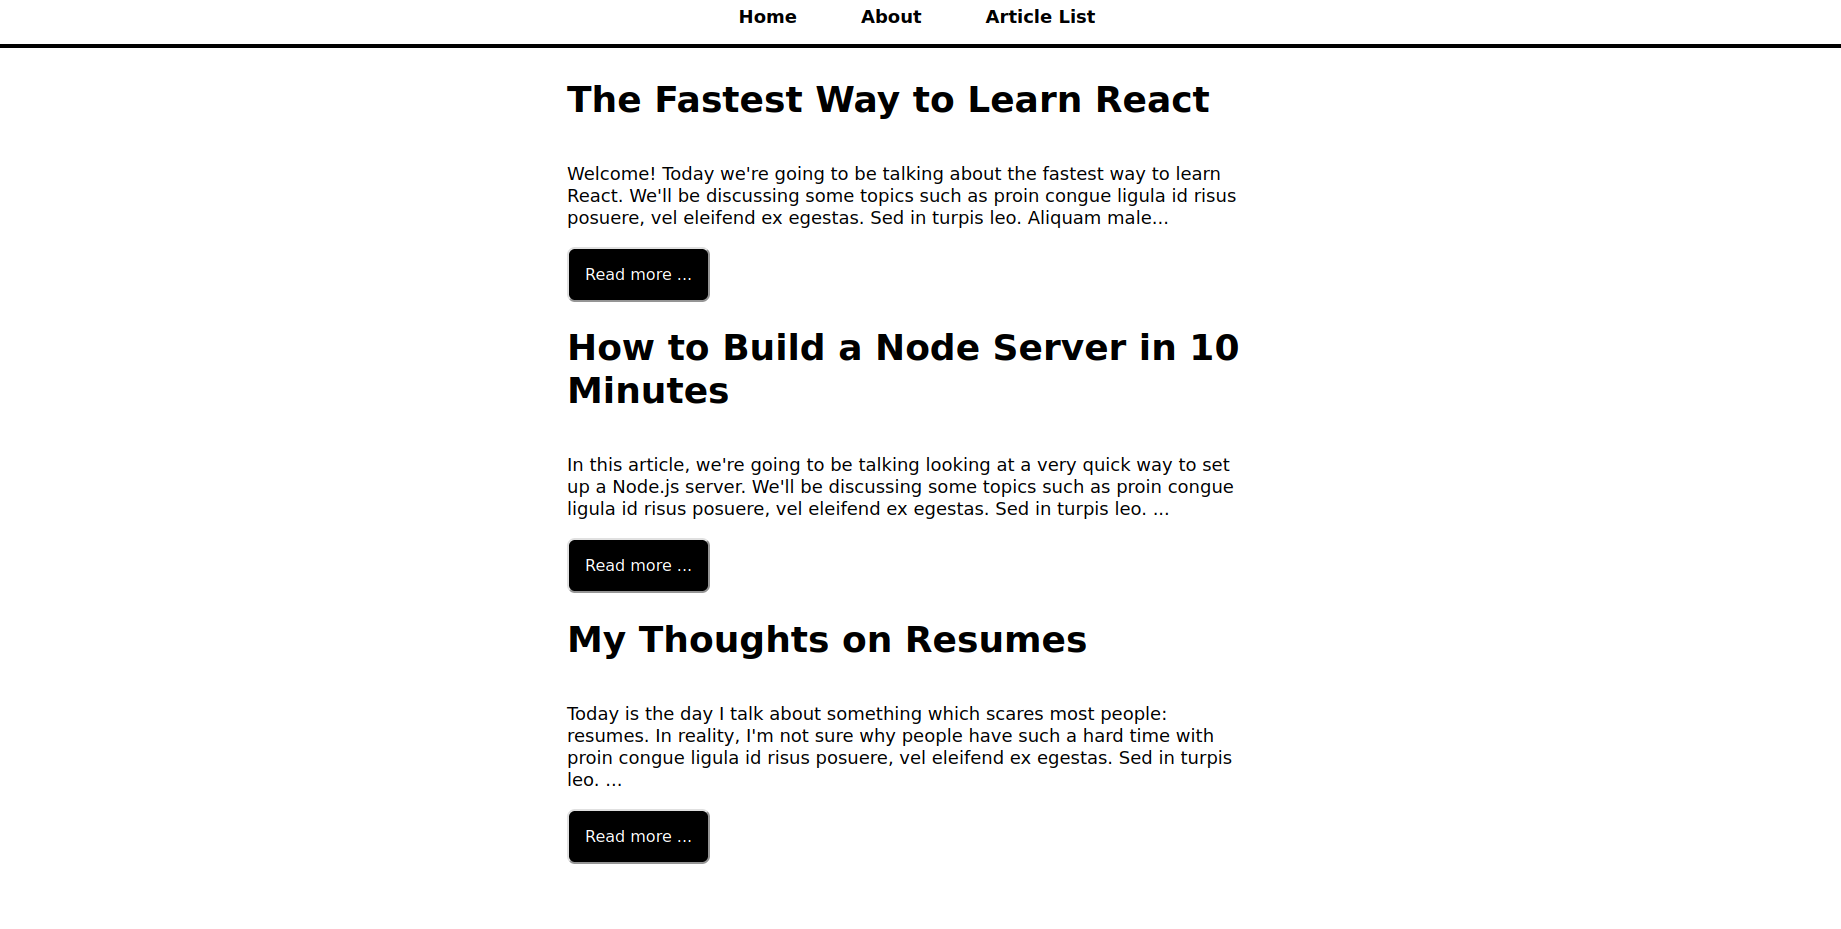 Home About Article List
The Fastest Way to Learn React
Welcome! Today we're going to be talking about the fastest way to learn
React. We'll be discussing some topics such as proin congue ligula id risus
posuere, vel eleifend ex egestas. Sed in turpis leo. Aliquam male...
Read more ...
How to Build a Node Server in 10
Minutes
In this article, we're going to be talking looking at a very quick way to set
up a Node.js server. We'll be discussing some topics such as proin congue
ligula id risus posuere, vel eleifend ex egestas. Sed in turpis leo. ...
Read more ...
My Thoughts on Resumes
Today is the day I talk about something which scares most people:
resumes. In reality, I'm not sure why people have such a hard time with
proin congue ligula id risus posuere, vel eleifend ex egestas. Sed in turpis
leo. ...
Read more ...